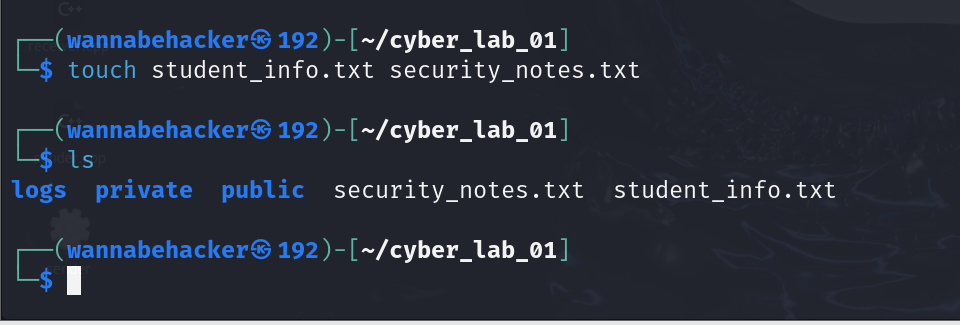 ┌──(wannabehacker㉿192)-[~/cyber_lab_01]
└─$ touch student_info.txt security_notes.txt
┌──(wannabehacker㉿192)-[~/cyber_lab_01]
└─$ ls
logs  private  public  security_notes.txt  student_info.txt
┌──(wannabehacker㉿192)-[~/cyber_lab_01]
└─$